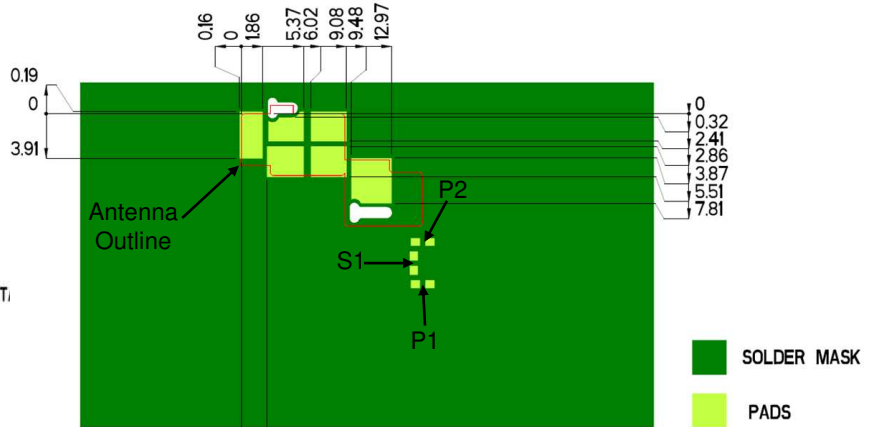 0.16
0
1.86
5.37
6.02
9.08
9.48
12.97
0.19
0
3.91
0
0.32
2.41
2.86
3.87
5.51
7.81
Antenna
Outline
P2
S1
P1
SOLDER MASK
PADS